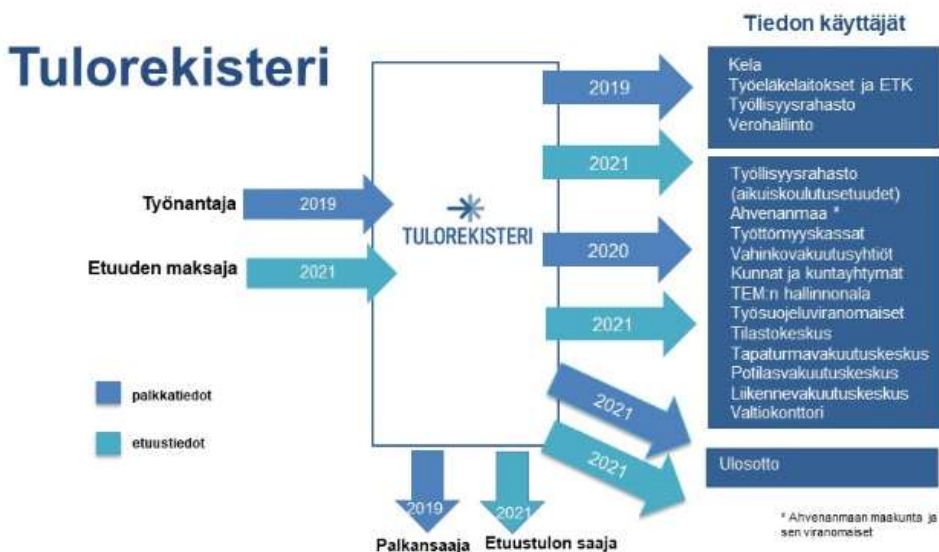 Tulorekisteri
Tiedon käyttäjät
Työnantaja
2019
Etuuden maksaja
2021
palkkatiedot
etuustiedot
TULOREKISTERI
2019
Kela
Työeläkelaitokset ja ETK
Työllisyysrahasto
Verohallinto
2021
2020
2021
Työllisyysrahasto
(aikuiskoulutusetuudet)
Ahvenanmaa *
Työttömyyskassat
Vahinkovakuutusyhtiöt
Kunnat ja kuntayhtymät
TEM:n hallinnonala
Työsuojeluviranomaiset
Tilastokeskus
Tapaturmavakuutuskeskus
Potilasvakuutuskeskus
Liikennevakuutuskeskus
Valtiokonttori
2021
2021
Ulosotto
* Ahvenanmaan maakunta ja
sen viranomaiset
2019
Palkansaaja
2021
Etuustulon saaja